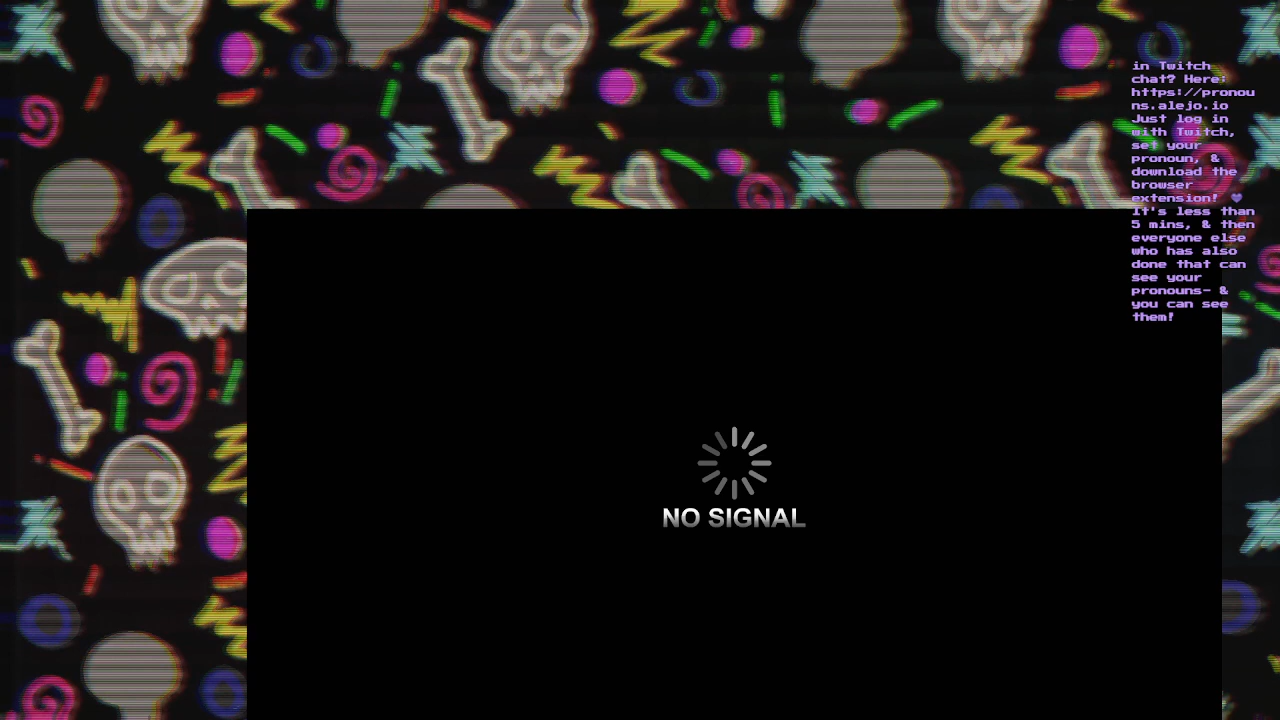 in Twitch
chat? Here:
https://pronou
ns.alejo.io
Just log in
with Twitch,
set your
pronoun, &
download the
browser
extension! 💜
It's less than
5 mins, & then
everyone else
who has also
done that can
see your
pronouns- &
you can see
them!
NO SIGNAL